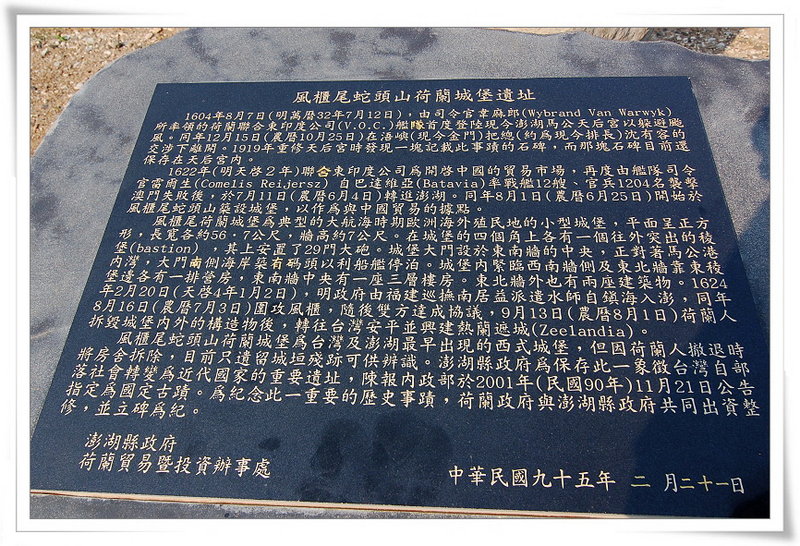 風櫃尾蛇頭山荷蘭城堡遺址
1604年8月7日(明萬曆32年7月12日)，由司令官韋麻郎(Wybrand Van Warwyk)
所率領的荷蘭聯合東印度公司(V.O.C.)艦隊首度登陸現今澎湖馬公天后宮以躲避颱
風。同年12月15日(農曆10月25日)在浯嶼(現今金門)把總(約為現今排長)沈有容的
交涉下離開。1919年重修天后宮時發現一塊記載此事蹟的石碑，而那塊石碑目前還
保存在天后宮內。
1622年(明天啓2年)聯合東印度公司為開啓中國的貿易市場，再度由艦隊司令
官雷爾生(Comelis Reijersz) 自巴達維亞(Batavia)率戰艦12艘、官兵1204名襲擊
澳門失敗後，於7月11日(農曆6月4日)轉進澎湖。同年8月1日(農曆6月25日)開始於
風櫃尾蛇頭山築設城堡，以作為與中國貿易的據點。
風櫃尾荷蘭城堡為典型的大航海時期歐洲海外殖民地的小型城堡，平面呈正方
形，長寬各約56．7公尺，牆高約7公尺。在城堡的四個角上各有一個往外突出的稜
堡(bastion)，其上安置了29門大砲。城堡大門設於東南牆的中央，正對著馬公港
內灣，大門南側海岸築有碼頭以利船艦停泊。城堡內緊臨西南牆側及東北牆靠東稜
堡邊各有一排營房，東南牆中央有一座三層樓房。東北牆外也有兩座建築物。1624
年2月20日(天啓4年1月2日)，明政府由福建巡撫南居益派遣水師自鎮海入澎，同年
8月16日(農曆7月3日)圍攻風櫃，隨後雙方達成協議，9月13日(農曆8月1日)荷蘭人
拆毀城堡內外的構造物後，轉往台灣安平並興建熱蘭遮城(Zeelandia)。
風櫃尾蛇頭山荷蘭城堡為台灣及澎湖最早出現的西式城堡，但因荷蘭人撤退時
將房舍拆除，目前只遺留城垣殘跡可供辨識。澎湖縣政府為保存此一象徵台灣自部
落社會轉變為近代國家的重要遺址，陳報內政部於2001年(民國90年)11月21日公告
指定為國定古蹟。為紀念此一重要的歷史事蹟，荷蘭政府與澎湖縣政府共同出資整
修，並立碑為紀。
澎湖縣政府
荷蘭貿易暨投資辦事處
中華民國九十五年 二 月二十一日